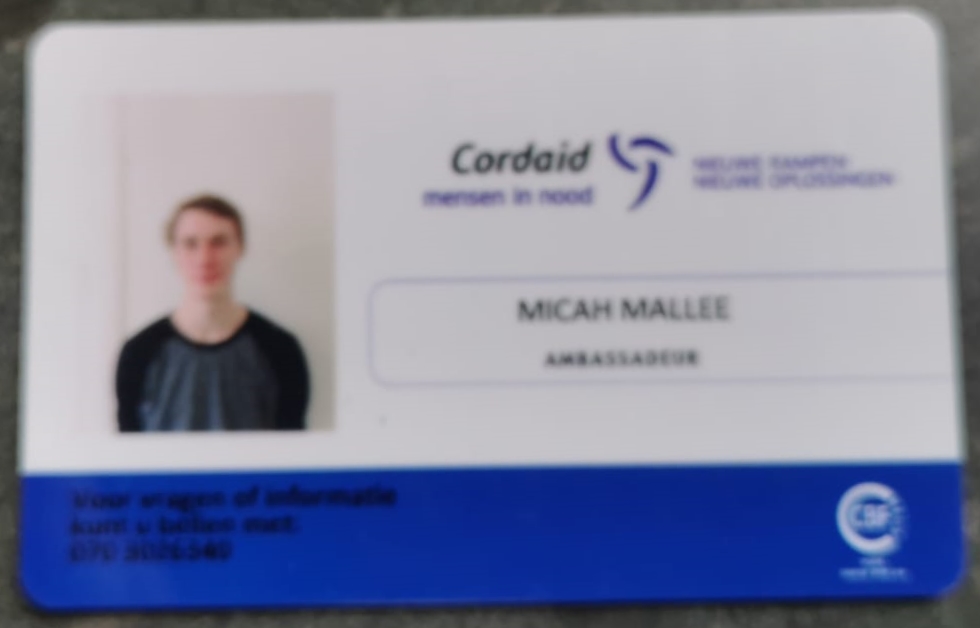 Cordaid
mensen in nood
NIEUWE RAMPEN
NIEUWE OPLOSSINGEN
MICAH MALLEE
AMBASSADEUR
Voor vragen of informatie
kunt u bellen met:
070 3026340
CBF